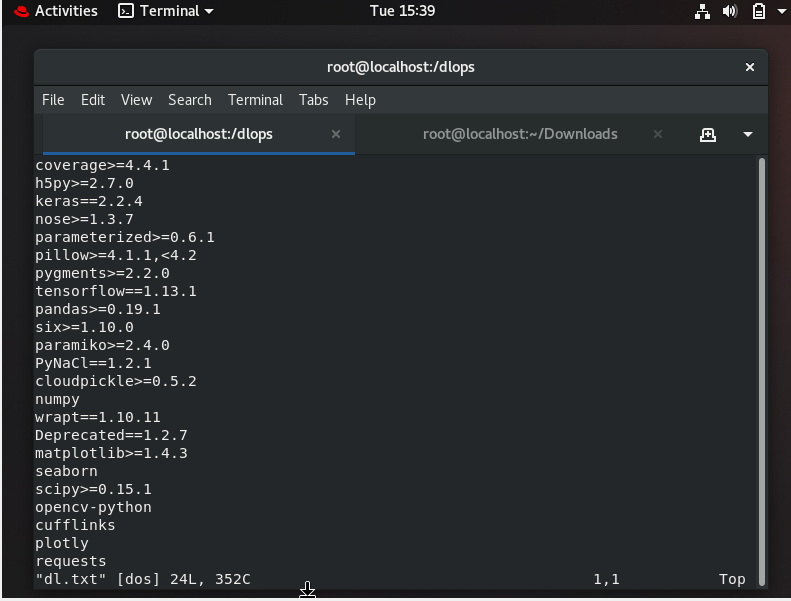 Activities Terminal Tue 15:39
root@localhost:/dlops
File Edit View Search Terminal Tabs Help
root@localhost:/dlops root@localhost:~/Downloads
coverage>=4.4.1
h5py>=2.7.0
keras==2.2.4
nose>=1.3.7
parameterized>=0.6.1
pillow>=4.1.1,<4.2
pygments>=2.2.0
tensorflow==1.13.1
pandas>=0.19.1
six>=1.10.0
paramiko>=2.4.0
PyNaCl==1.2.1
cloudpickle>=0.5.2
numpy
wrapt==1.10.11
Deprecated==1.2.7
matplotlib>=1.4.3
seaborn
scipy>=0.15.1
opencv-python
cufflinks
plotly
requests
"dl.txt" [dos] 24L, 352C 1,1 Top